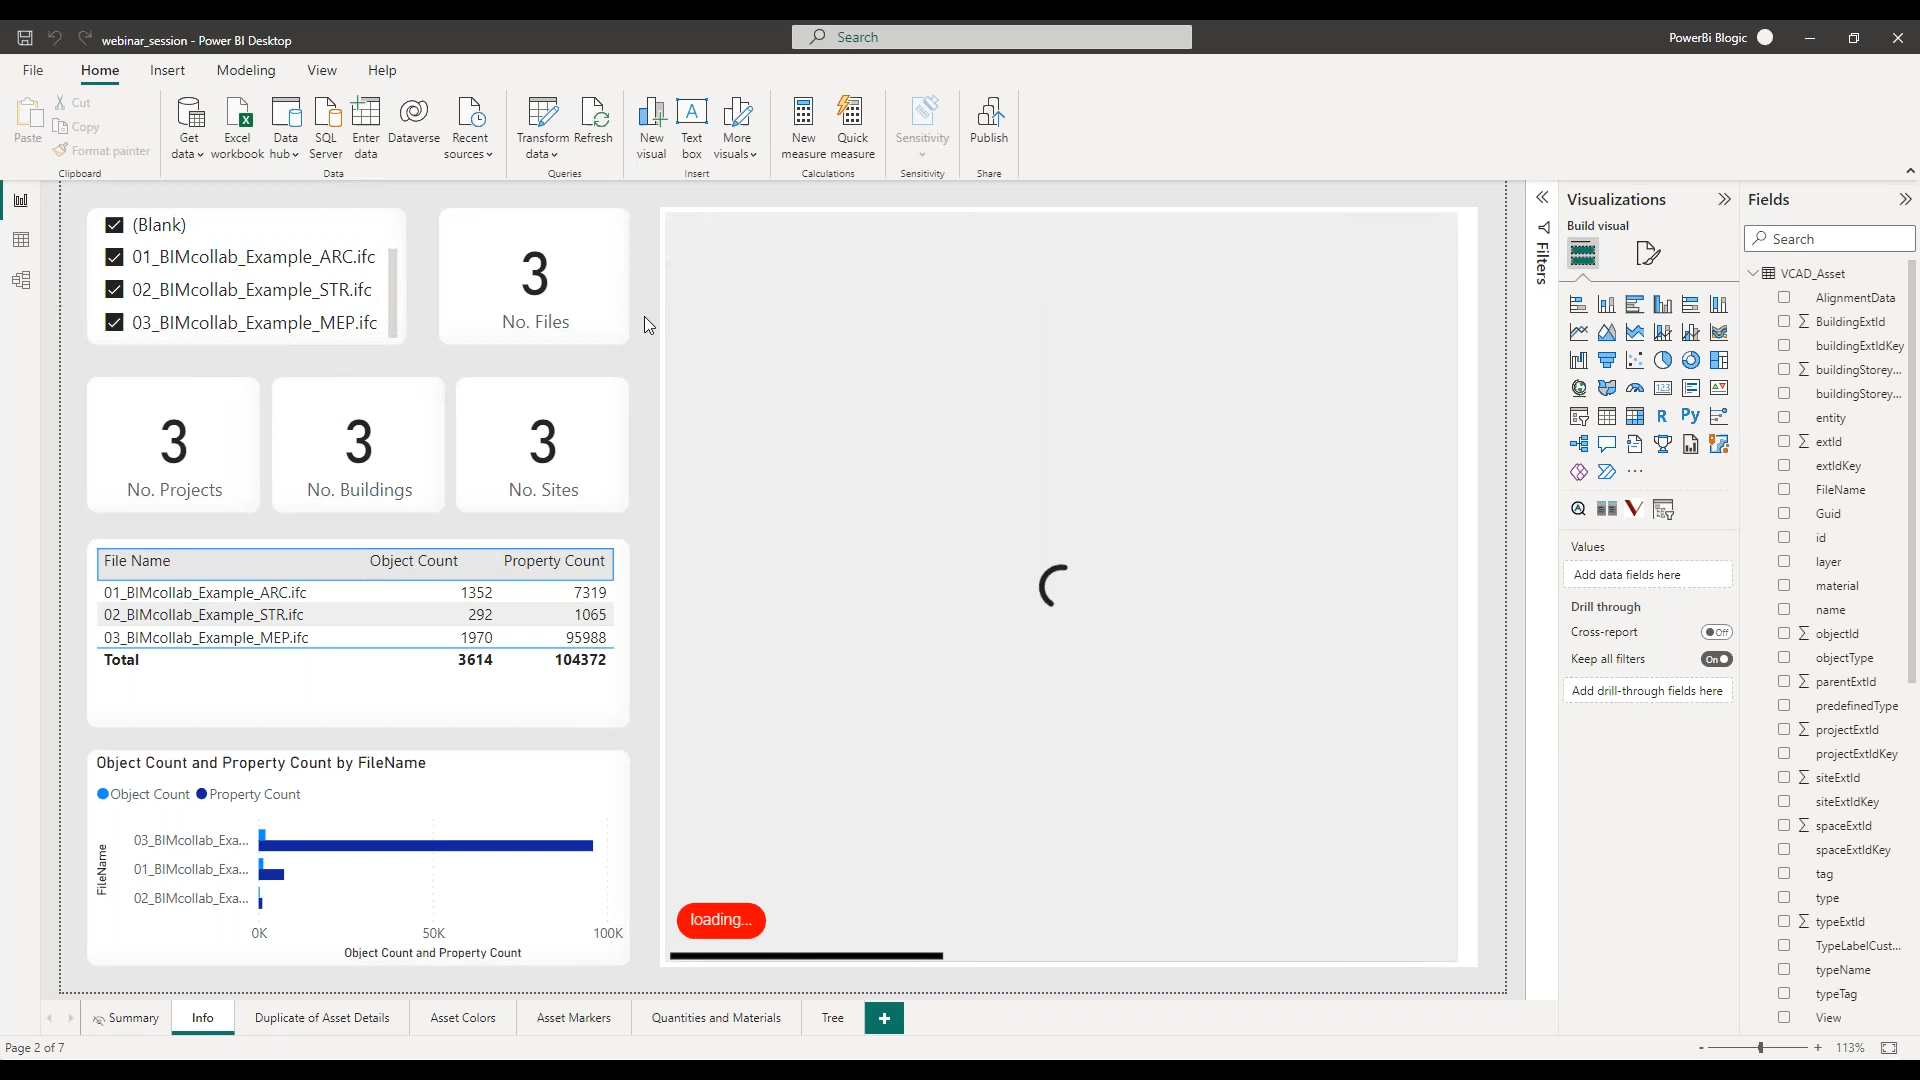 webinar_session - Power BI Desktop
Search
PowerBi Blogic
File Home Insert Modeling View Help
Paste
Cut
Copy
Format painter
Clipboard
Get data
Excel workbook
Data hub
SQL Server
Enter data
Dataverse
Recent sources
Data
Transform data
Refresh
Queries
New visual
Text box
More visuals
Insert
New measure
Quick measure
Calculations
Sensitivity
Sensitivity
Publish
Share
(Blank)
01_BIMcollab_Example_ARC.ifc
02_BIMcollab_Example_STR.ifc
03_BIMcollab_Example_MEP.ifc
3
No. Files
3
No. Projects
3
No. Buildings
3
No. Sites
File Name Object Count Property Count
01_BIMcollab_Example_ARC.ifc 1352 7319
02_BIMcollab_Example_STR.ifc 292 1065
03_BIMcollab_Example_MEP.ifc 1970 95988
Total 3614 104372
Object Count and Property Count by FileName
Object Count Property Count
FileName
03_BIMcollab_Exa...
01_BIMcollab_Exa...
02_BIMcollab_Exa...
0K 50K 100K
Object Count and Property Count
loading...
Filters
Visualizations
Build visual
123
R
Py
Values
Add data fields here
Drill through
Cross-report Off
Keep all filters On
Add drill-through fields here
Fields
Search
VCAD_Asset
AlignmentData
∑ BuildingExtId
buildingExtIdKey
∑ buildingStorey...
buildingStorey...
entity
∑ extId
extIdKey
FileName
Guid
id
layer
material
name
∑ objectId
objectType
∑ parentExtId
predefinedType
∑ projectExtId
projectExtIdKey
∑ siteExtId
siteExtIdKey
∑ spaceExtId
spaceExtIdKey
tag
type
∑ typeExtId
TypeLabelCust...
typeName
typeTag
View
Summary Info Duplicate of Asset Details Asset Colors Asset Markers Quantities and Materials Tree +
Page 2 of 7
- + 113%